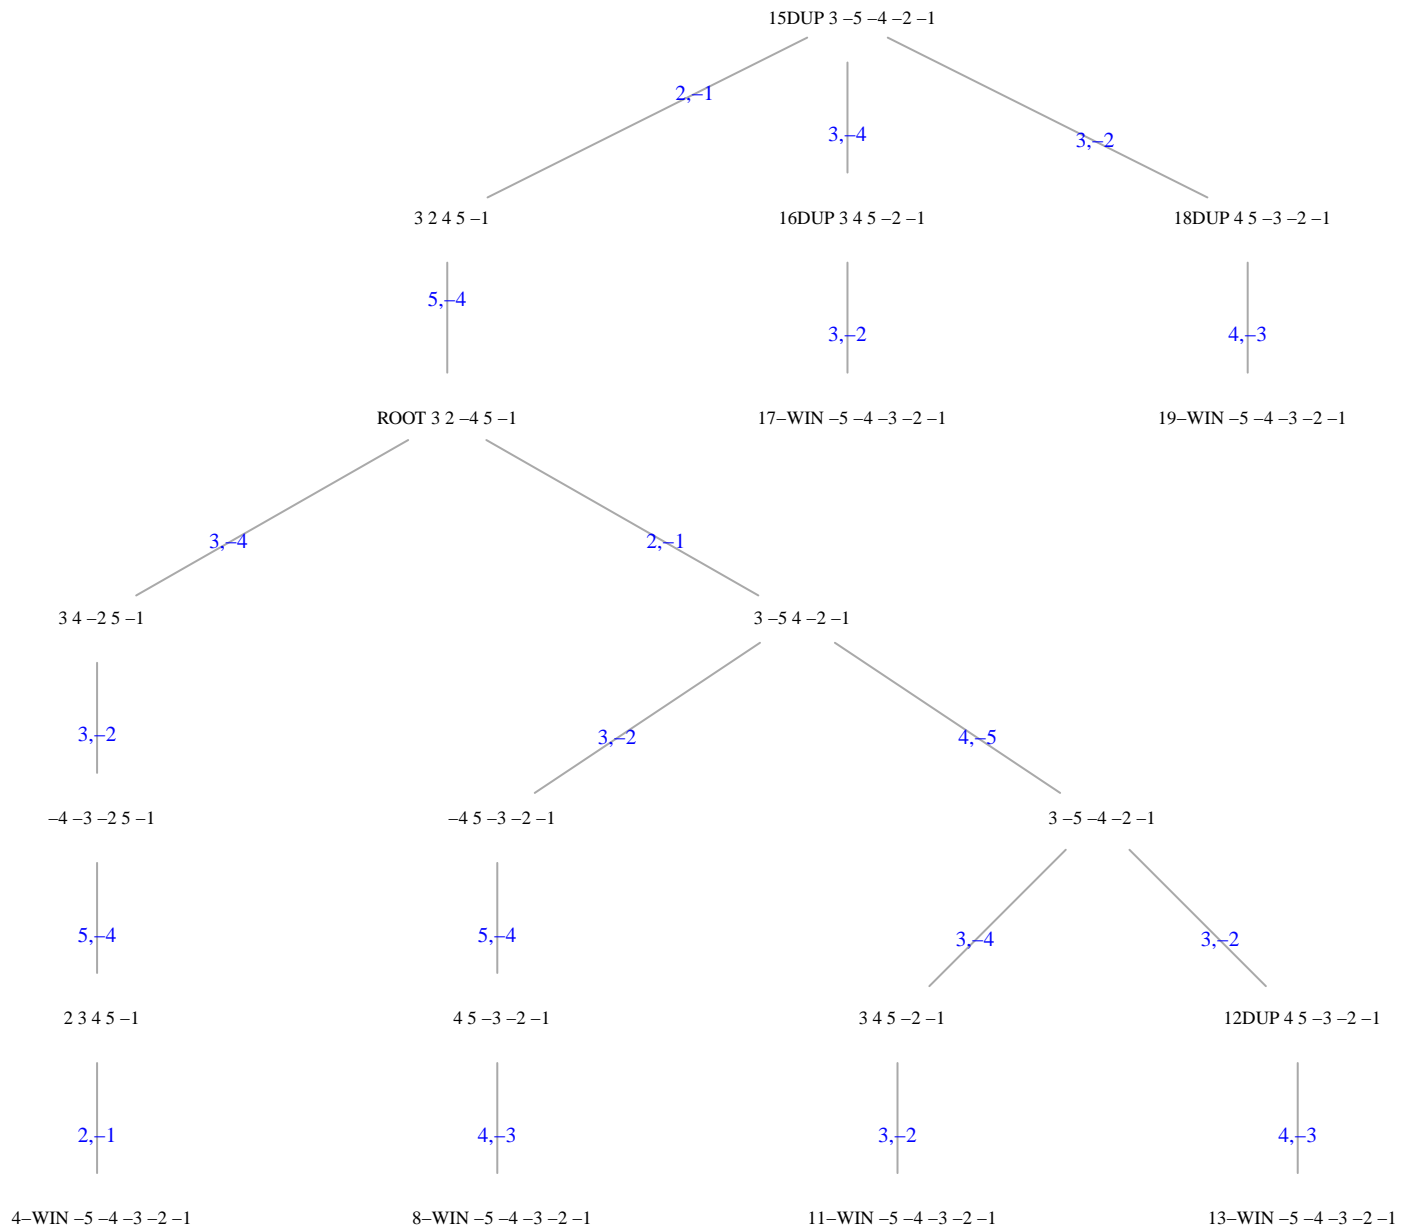 15DUP 3 –5 –4 –2 –1
2,–1
3,–4
3,–2
3 2 4 5 –1
16DUP 3 4 5 –2 –1
18DUP 4 5 –3 –2 –1
5,–4
3,–2
4,–3
ROOT 3 2 –4 5 –1
17–WIN –5 –4 –3 –2 –1
19–WIN –5 –4 –3 –2 –1
3,–4
2,–1
3 4 –2 5 –1
3 –5 4 –2 –1
3,–2
3,–2
4,–5
–4 –3 –2 5 –1
–4 5 –3 –2 –1
3 –5 –4 –2 –1
5,–4
5,–4
3,–4
3,–2
2 3 4 5 –1
4 5 –3 –2 –1
3 4 5 –2 –1
12DUP 4 5 –3 –2 –1
2,–1
4,–3
3,–2
4,–3
4–WIN –5 –4 –3 –2 –1
8–WIN –5 –4 –3 –2 –1
11–WIN –5 –4 –3 –2 –1
13–WIN –5 –4 –3 –2 –1